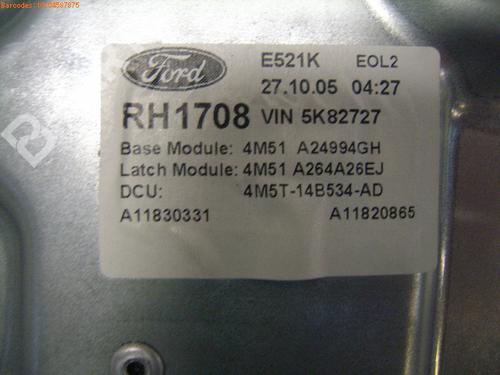 Ford
E521K EOL2
27.10.05 04:27
RH1708 VIN 5K82727
Base Module: 4M51 A24994GH
Latch Module: 4M51 A264A26EJ
DCU: 4M5T-14B534-AD
A11830331 A11820865